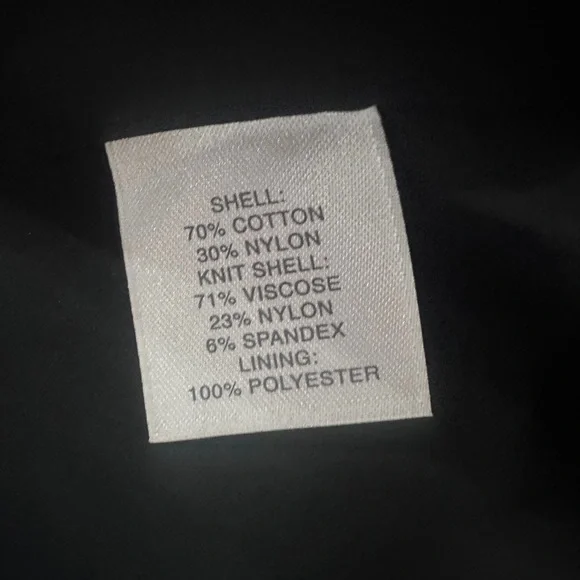 SHELL:
70% COTTON
30% NYLON
KNIT SHELL:
71% VISCOSE
23% NYLON
6% SPANDEX
LINING:
100% POLYESTER